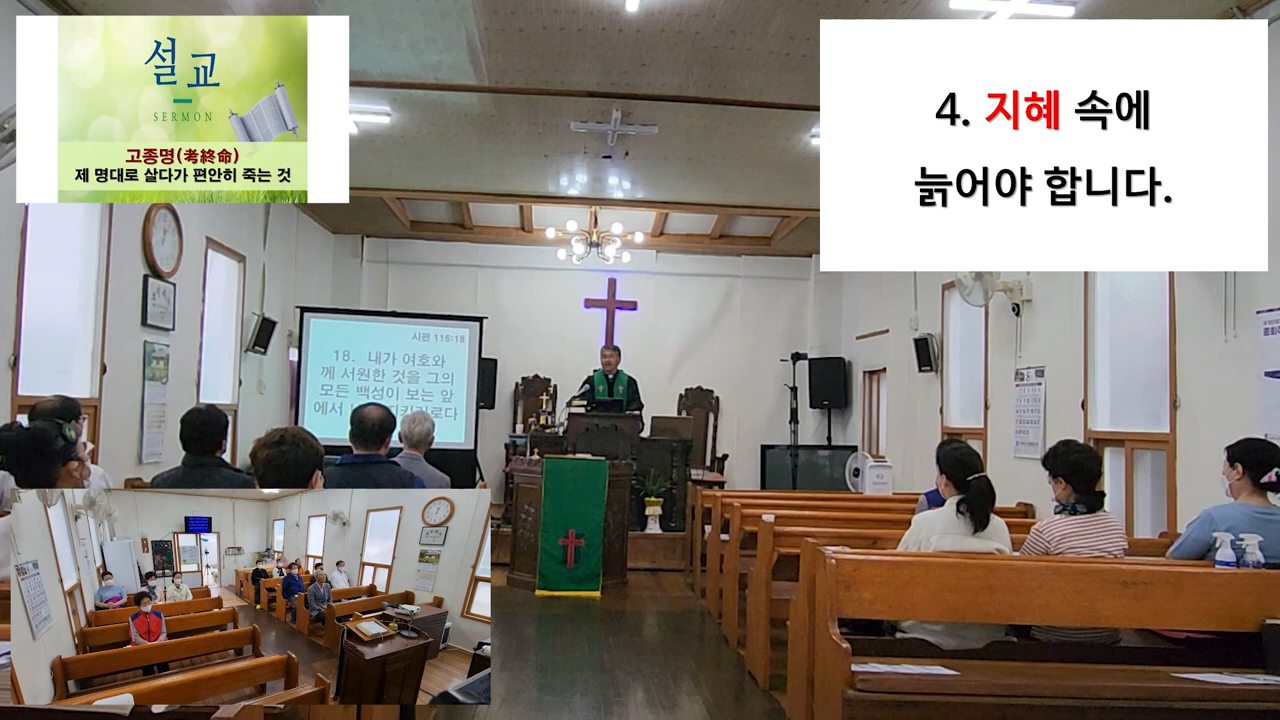 설교
SERMON
고종명(考終命)
제 명대로 살다가 편안히 죽는 것
4. 지혜 속에
늙어야 합니다.
시편 116:18
18. 내가 여호와
께 서원한 것을 그의
모든 백성이 보는 앞
에서
8